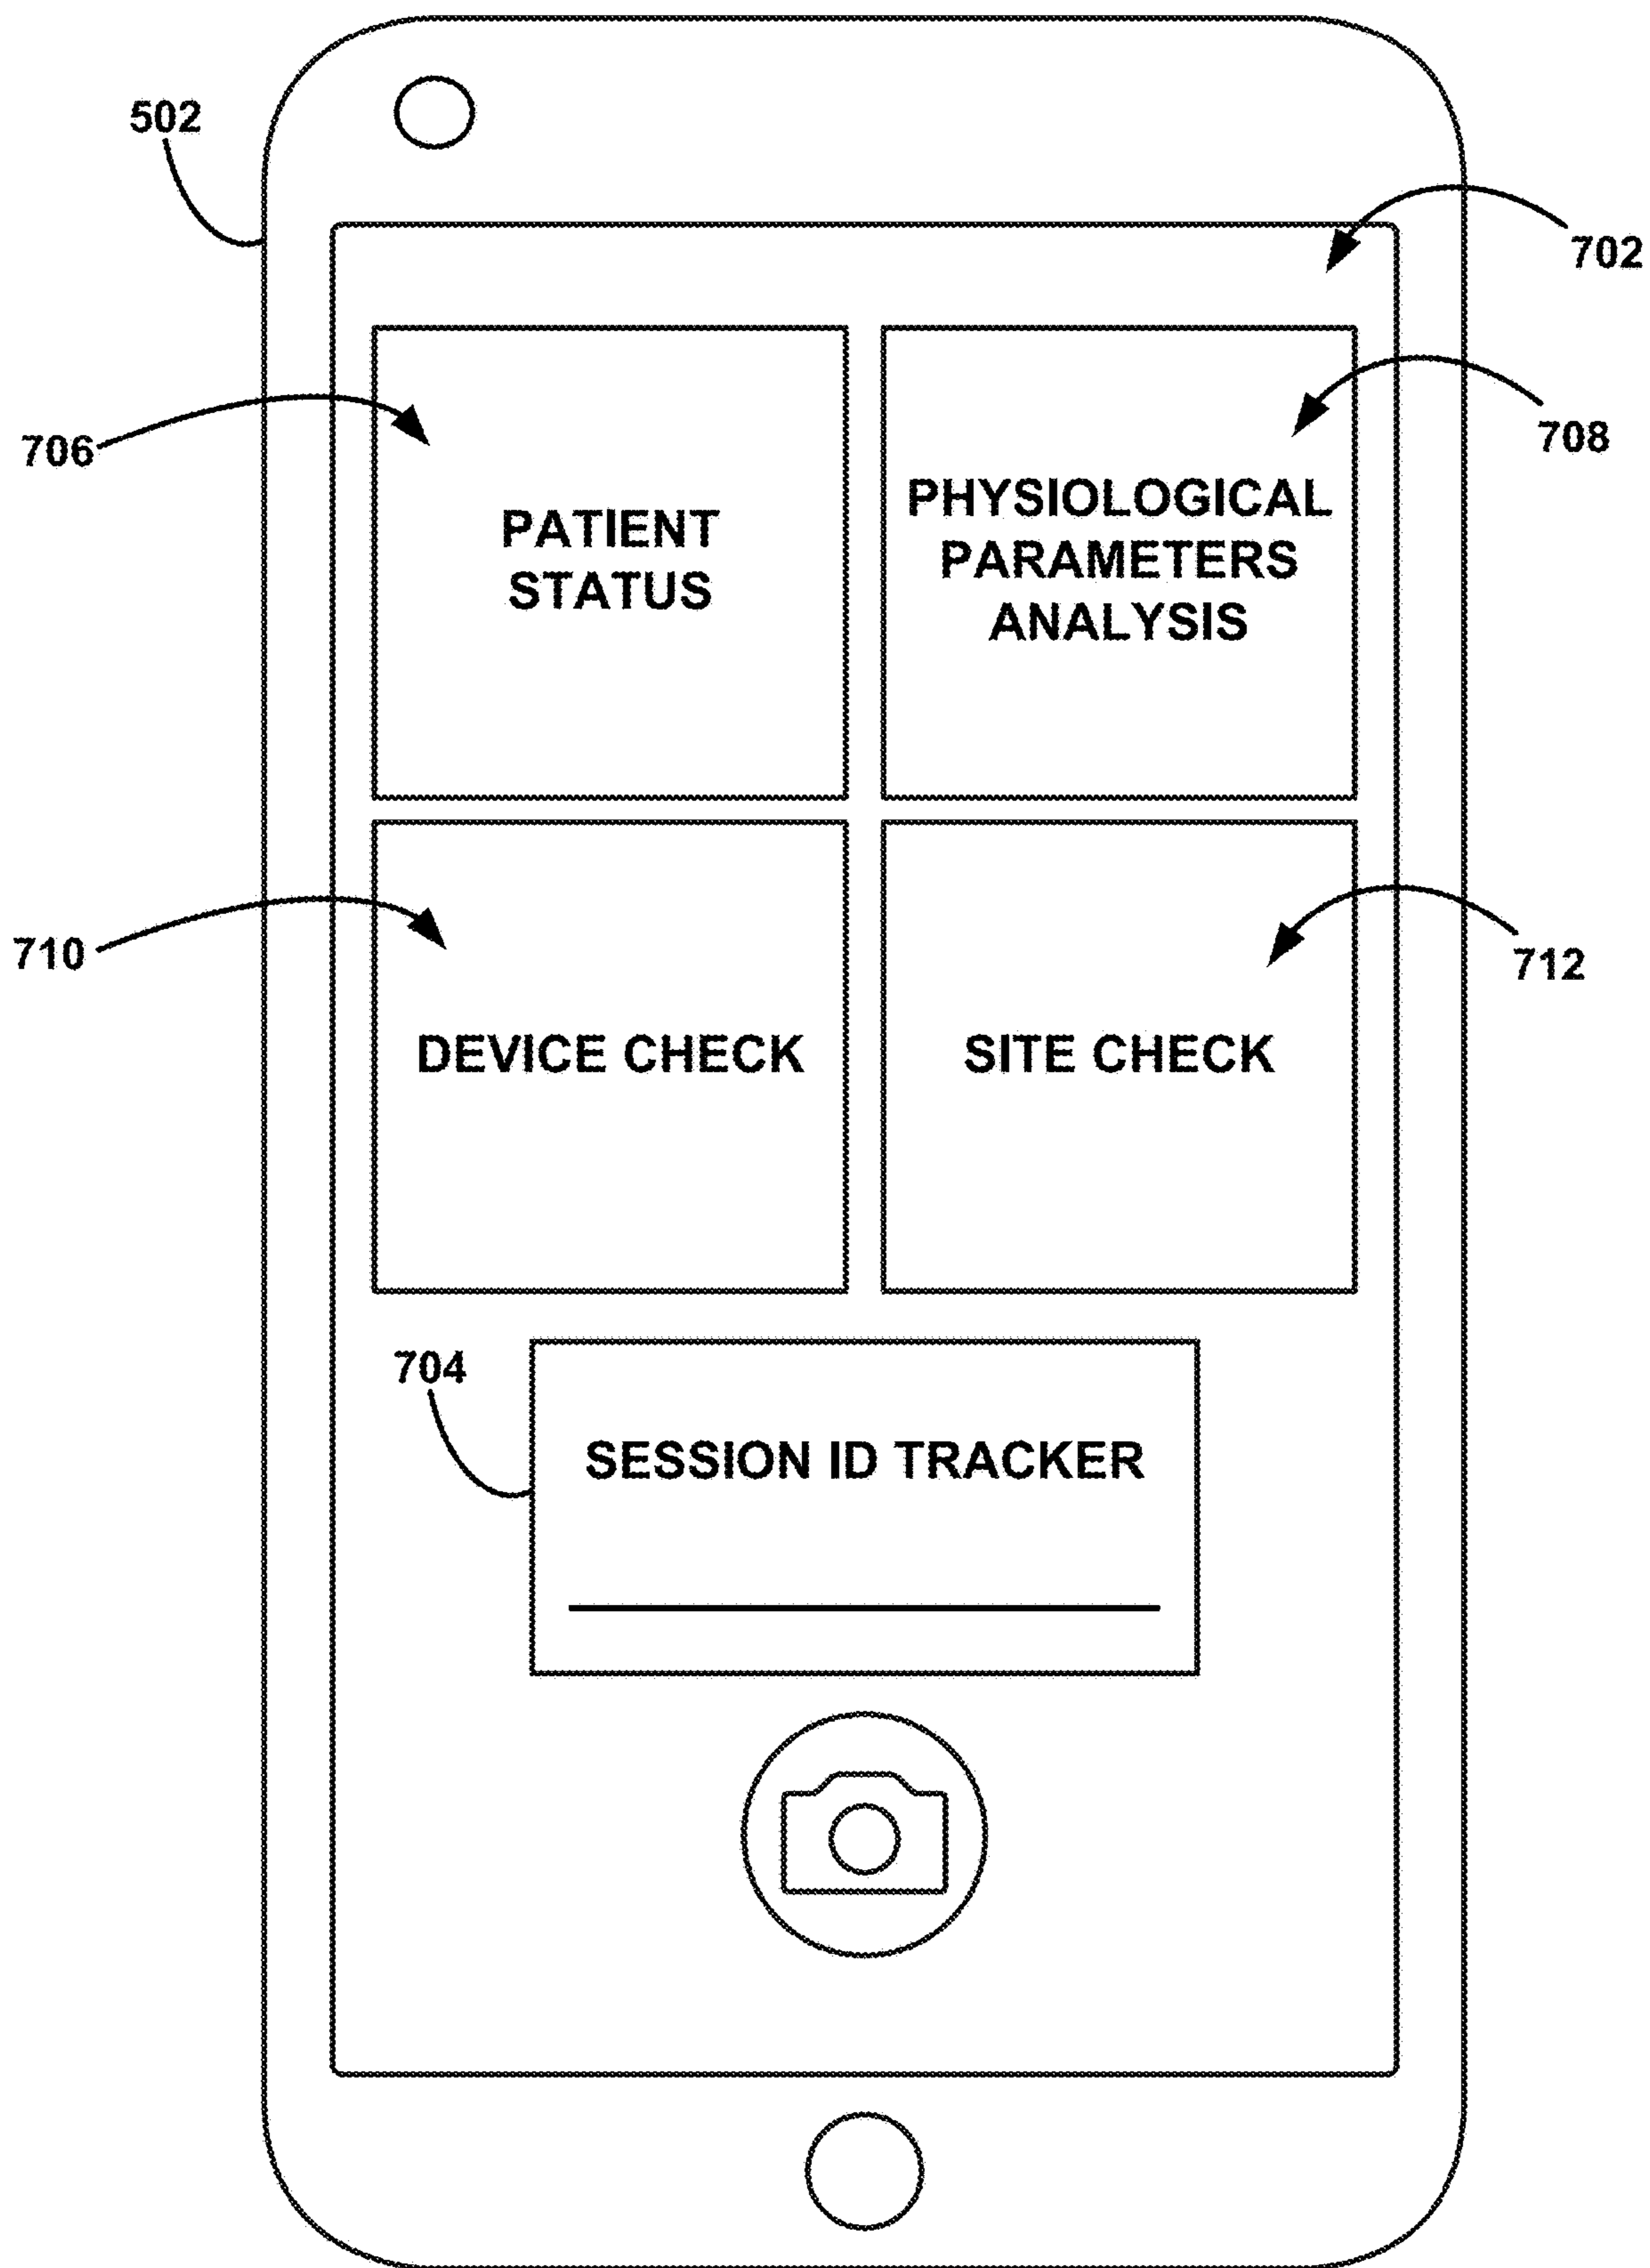 502
702
706
708
PATIENT
STATUS
PHYSIOLOGICAL
PARAMETERS
ANALYSIS
710
712
DEVICE CHECK
SITE CHECK
704
SESSION ID TRACKER